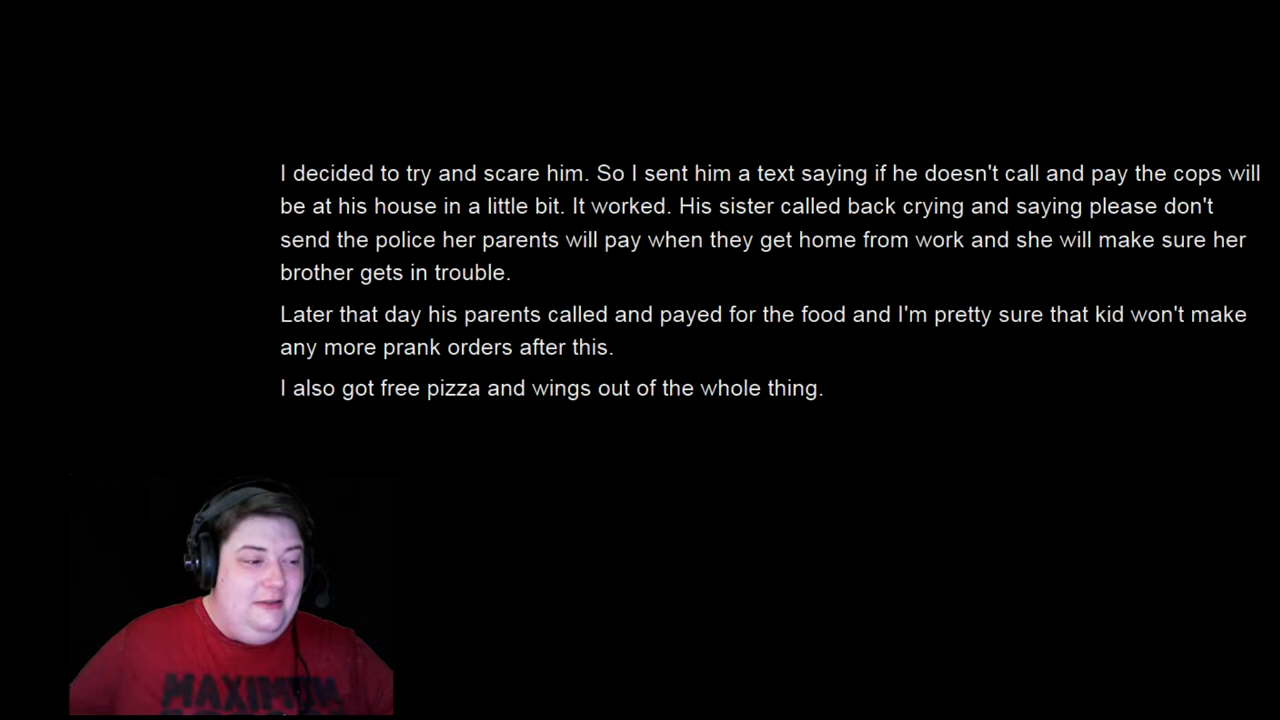 I decided to try and scare him. So I sent him a text saying if he doesn't call and pay the cops will
be at his house in a little bit. It worked. His sister called back crying and saying please don't
send the police her parents will pay when they get home from work and she will make sure her
brother gets in trouble.
Later that day his parents called and payed for the food and I'm pretty sure that kid won't make
any more prank orders after this.
I also got free pizza and wings out of the whole thing.
MAXIMUM